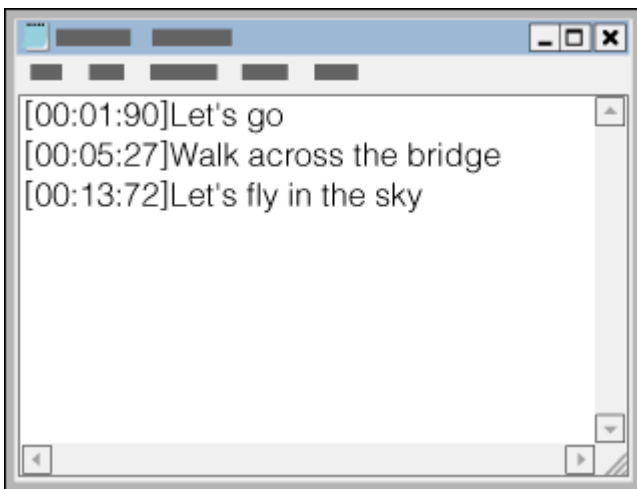 [00:01:90]Let's go
[00:05:27]Walk across the bridge
[00:13:72]Let's fly in the sky